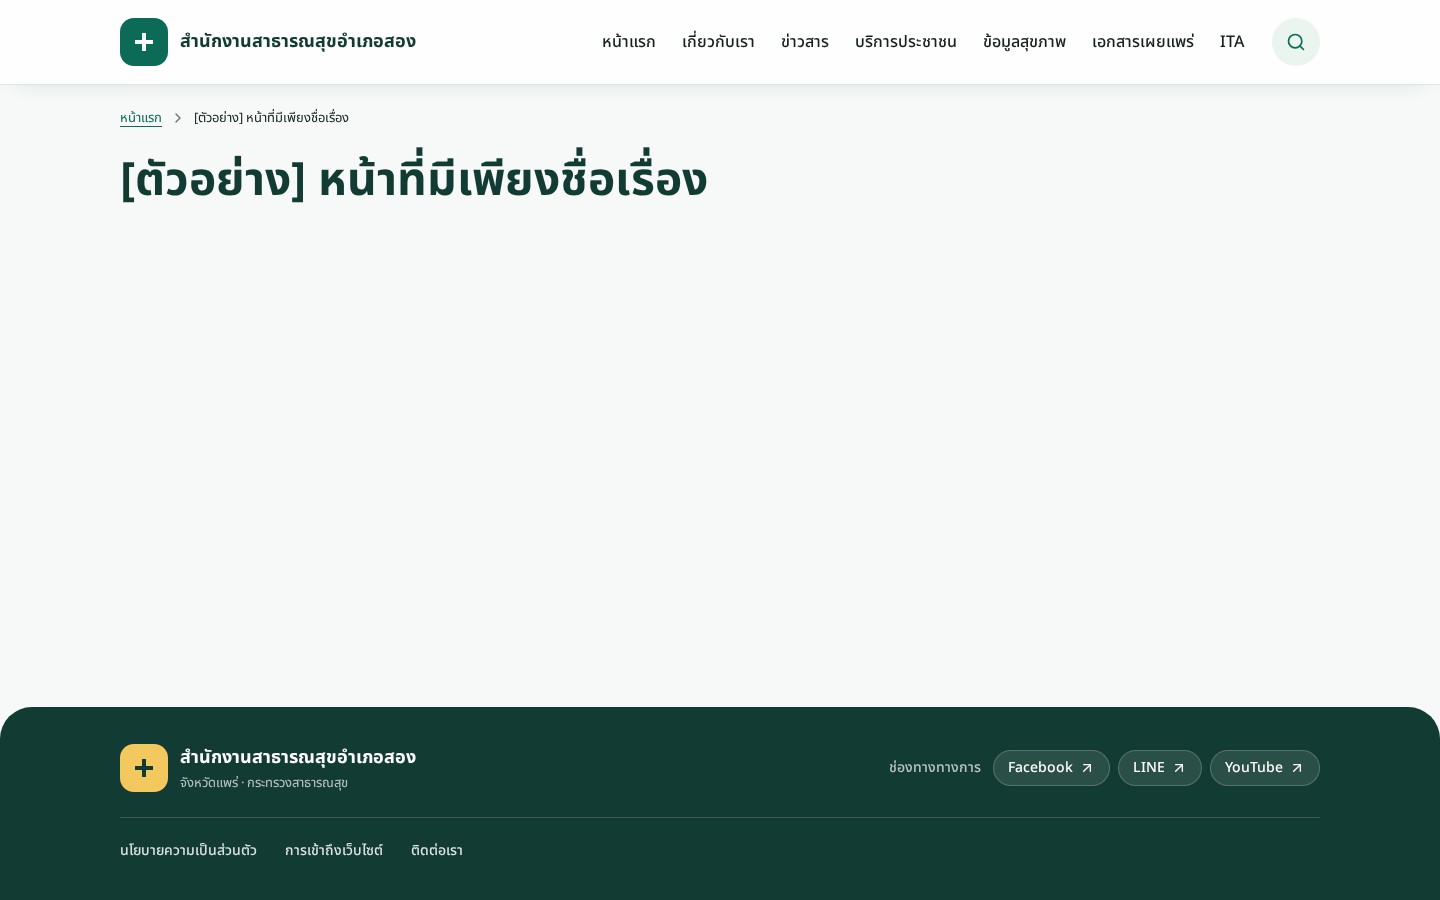 สำนักงานสาธารณสุขอำเภอสอง
หน้าแรก เกี่ยวกับเรา ข่าวสาร บริการประชาชน ข้อมูลสุขภาพ เอกสารเผยแพร่ ITA
หน้าแรก [ตัวอย่าง] หน้าที่มีเพียงชื่อเรื่อง
[ตัวอย่าง] หน้าที่มีเพียงชื่อเรื่อง
สำนักงานสาธารณสุขอำเภอสอง
จังหวัดแพร่ · กระทรวงสาธารณสุข
ช่องทางทางการ Facebook LINE YouTube
นโยบายความเป็นส่วนตัว การเข้าถึงเว็บไซต์ ติดต่อเรา